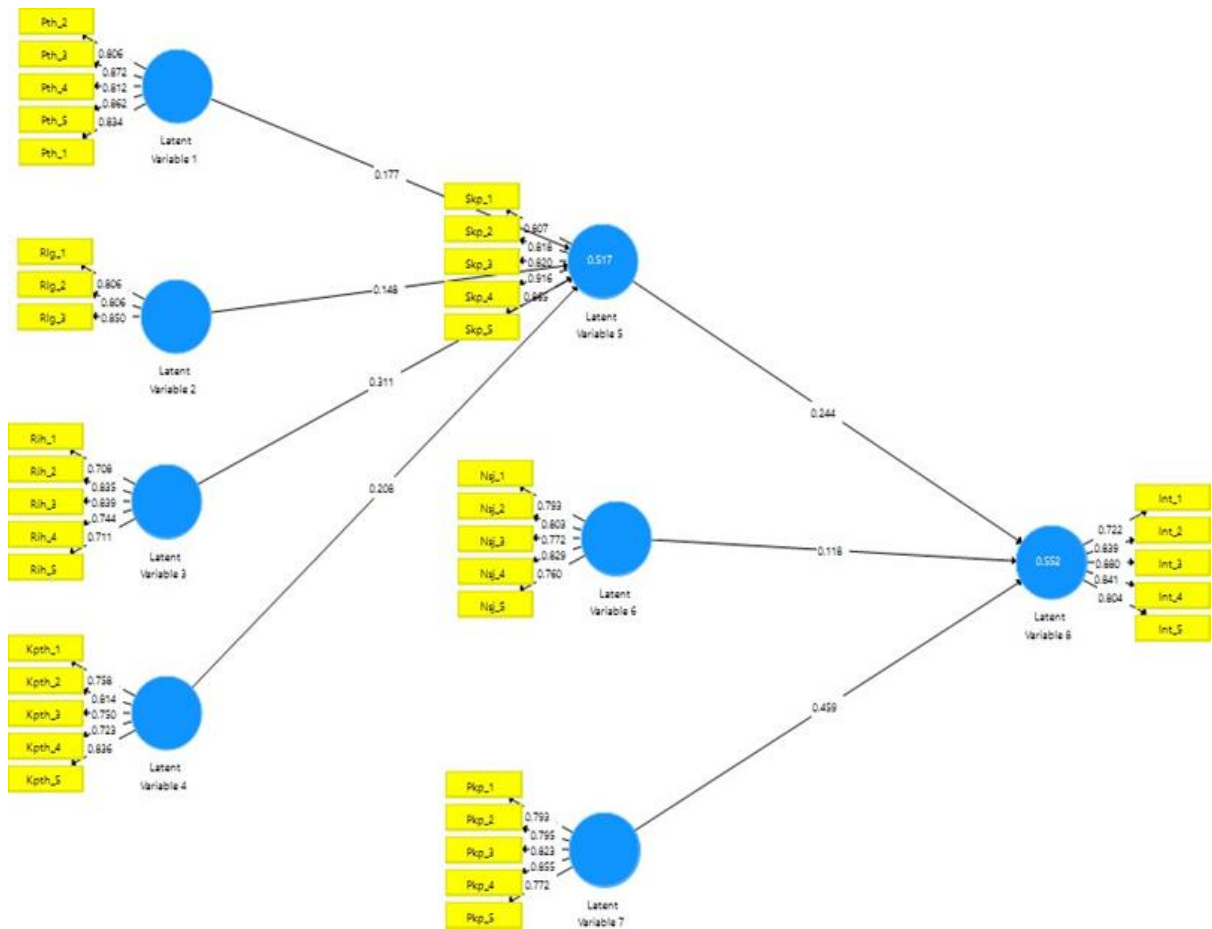 Pth_2
Pth_3
Pth_4
Pth_5
Pth_1
0.806
0.872
0.812
0.862
0.834
Latent
Variable 1
0.177
Rlg_1
Rlg_2
Rlg_3
0.806
0.806
0.850
Latent
Variable 2
0.148
Rih_1
Rih_2
Rih_3
Rih_4
Rih_5
0.708
0.835
0.839
0.744
0.711
Latent
Variable 3
0.311
Kpth_1
Kpth_2
Kpth_3
Kpth_4
Kpth_5
0.758
0.814
0.750
0.723
0.836
Latent
Variable 4
0.208
Skp_1
Skp_2
Skp_3
Skp_4
Skp_5
0.807
0.818
0.820
0.916
0.517
Latent
Variable 5
0.244
Nsj_1
Nsj_2
Nsj_3
Nsj_4
Nsj_5
0.793
0.803
0.772
0.829
0.760
Latent
Variable 6
0.118
Pkp_1
Pkp_2
Pkp_3
Pkp_4
Pkp_5
0.793
0.795
0.823
0.855
0.772
Latent
Variable 7
0.459
0.552
Latent
Variable 8
0.722
0.839
0.880
0.841
0.804
Int_1
Int_2
Int_3
Int_4
Int_5